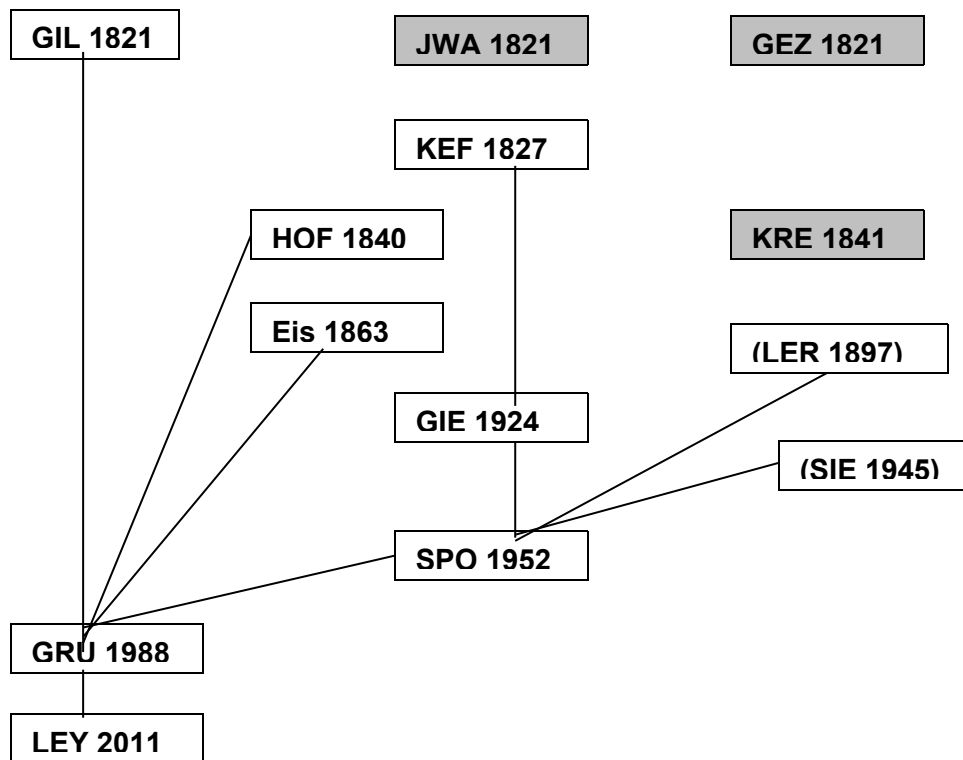 GIL 1821
JWA 1821
GEZ 1821
KEF 1827
HOF 1840
KRE 1841
Eis 1863
(LER 1897)
GIE 1924
(SIE 1945)
SPO 1952
GRU 1988
LEY 2011